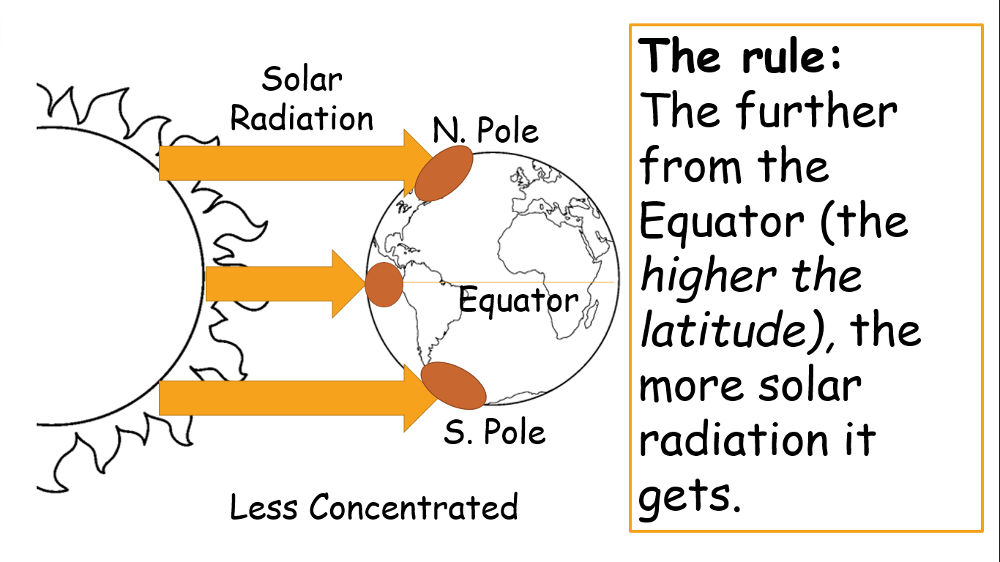 Solar
Radiation
N. Pole
Equator
S. Pole
Less Concentrated
The rule:
The further
from the
Equator (the
higher the
latitude), the
more solar
radiation it
gets.